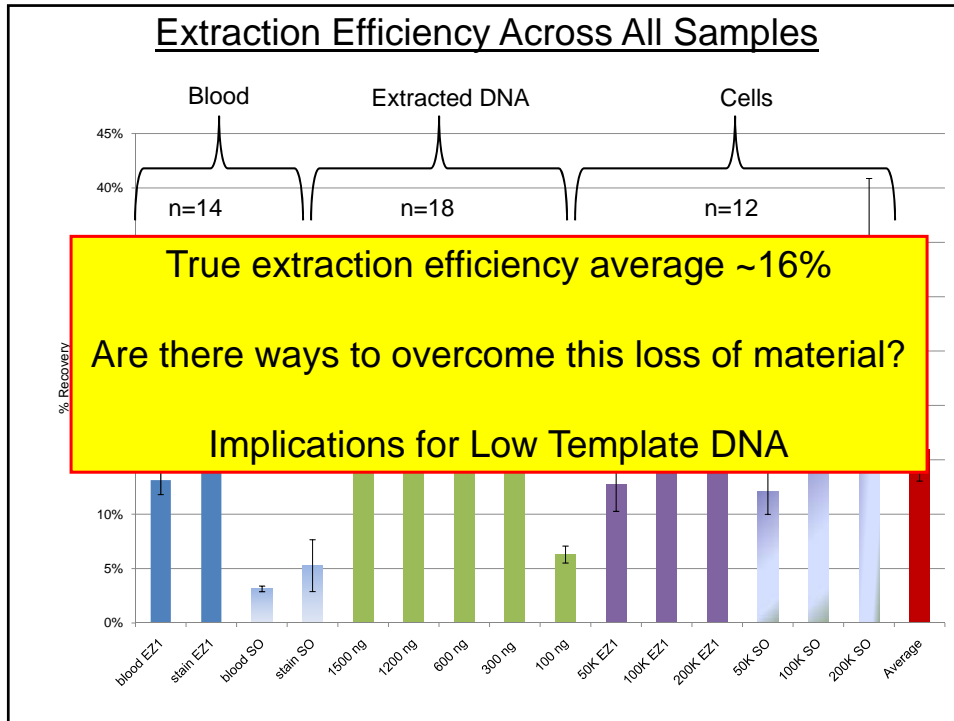 Extraction Efficiency Across All Samples
Blood
Extracted DNA
Cells
n=14
n=18
n=12
45%
40%
10%
5%
0%
% Recovery
True extraction efficiency average ~16%
Are there ways to overcome this loss of material?
Implications for Low Template DNA
blood EZ1
stain EZ1
blood SO
stain SO
1500 ng
1200 ng
600 ng
300 ng
100 ng
50K EZ1
100K EZ1
200K EZ1
50K SO
100K SO
200K SO
Average